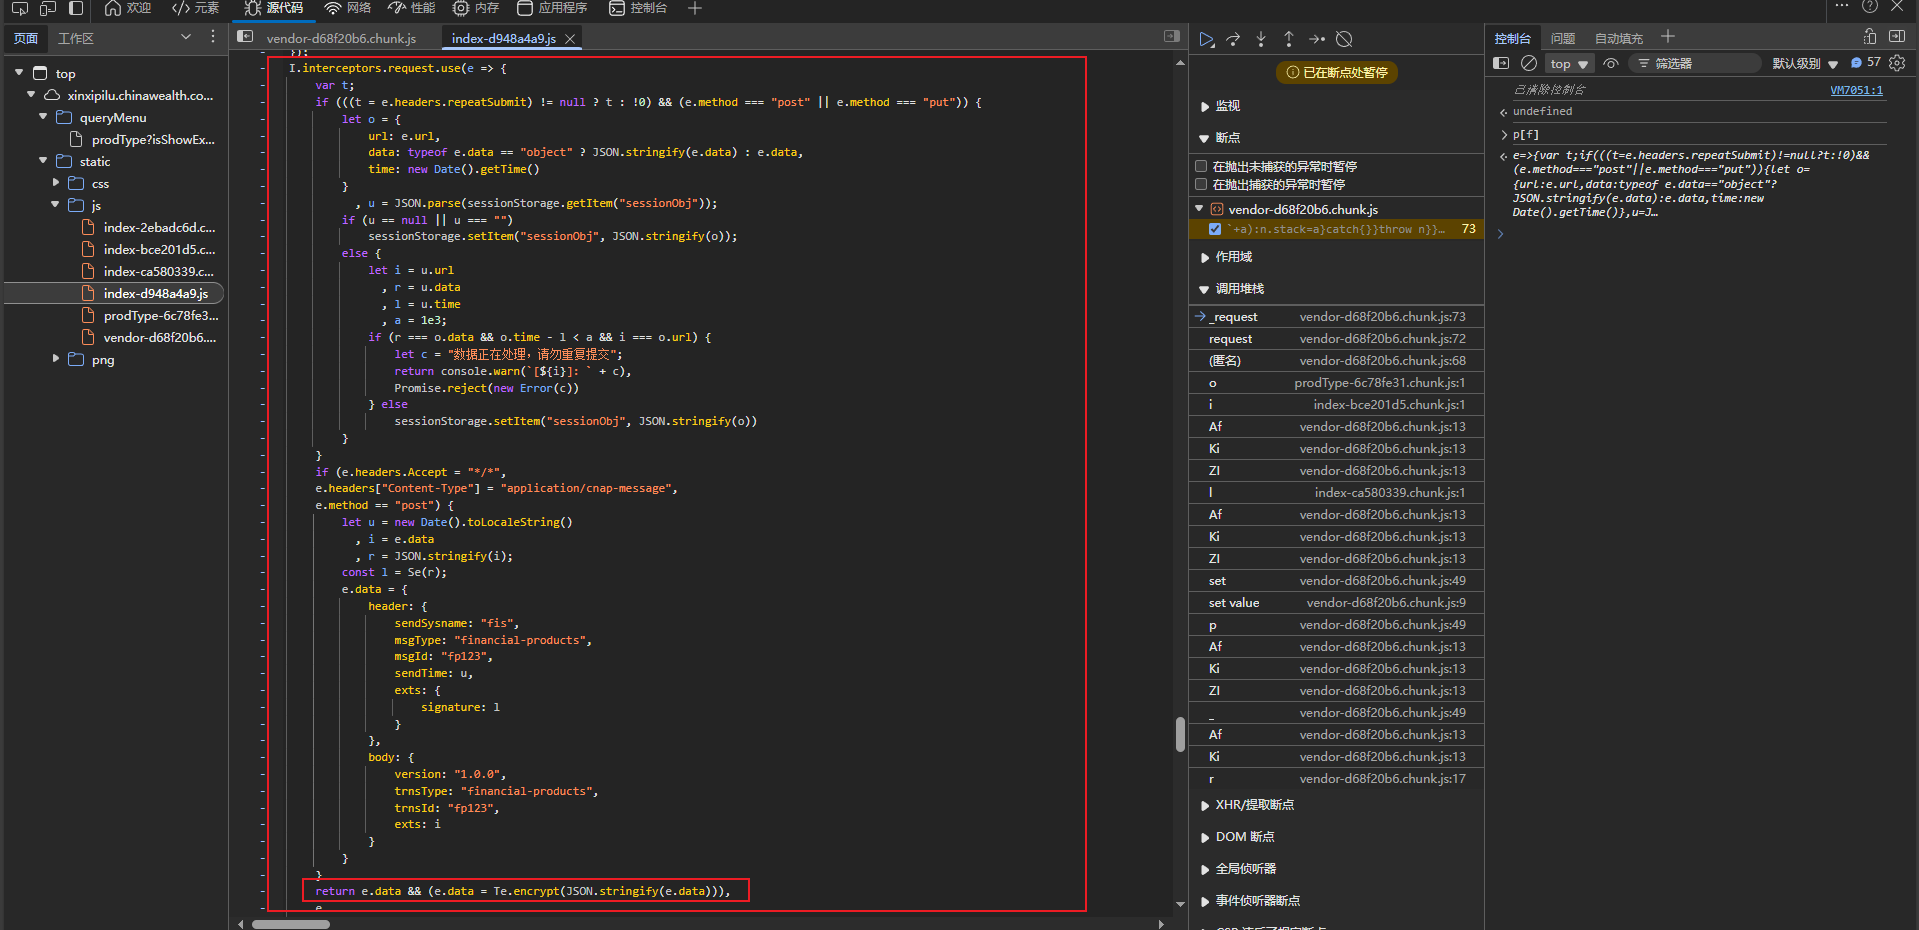 欢迎
元素
源代码
网络
性能
内存
应用程序
控制台
页面
工作区
top
xinxipilu.chinawealth.co...
queryMenu
prodType?isShowEx...
static
css
js
index-2ebadc6d.c...
index-bce201d5.c...
index-ca580339.c...
index-d948a4a9.js
prodType-6c78fe3...
vendor-d68f20b6....
png
vendor-d68f20b6.chunk.js
index-d948a4a9.js
});
I.interceptors.request.use(e => {
var t;
if (((t = e.headers.repeatSubmit) != null ? t : !0) && (e.method === "post" || e.method === "put")) {
let o = {
url: e.url,
data: typeof e.data == "object" ? JSON.stringify(e.data) : e.data,
time: new Date().getTime()
}
, u = JSON.parse(sessionStorage.getItem("sessionObj"));
if (u == null || u === "")
sessionStorage.setItem("sessionObj", JSON.stringify(o));
else {
let i = u.url
, r = u.data
, l = u.time
, a = 1e3;
if (r === o.data && o.time - l < a && i === o.url) {
let c = "数据正在处理，请勿重复提交";
return console.warn(`[${i}]: ` + c),
Promise.reject(new Error(c))
} else
sessionStorage.setItem("sessionObj", JSON.stringify(o))
}
}
if (e.headers.Accept = "*/*",
e.headers["Content-Type"] = "application/cnap-message",
e.method == "post") {
let u = new Date().toLocaleString()
, i = e.data
, r = JSON.stringify(i);
const l = Se(r);
e.data = {
header: {
sendSysname: "fis",
msgType: "financial-products",
msgId: "fp123",
sendTime: u,
exts: {
signature: l
}
},
body: {
version: "1.0.0",
trnsType: "financial-products",
trnsId: "fp123",
exts: i
}
}
}
return e.data && (e.data = Te.encrypt(JSON.stringify(e.data))),
e
已在断点处暂停
监视
断点
在抛出未捕获的异常时暂停
在抛出捕获的异常时暂停
vendor-d68f20b6.chunk.js
`+a):n.stack=a}catch{}}throw n}}... 73
作用域
调用堆栈
_request vendor-d68f20b6.chunk.js:73
request vendor-d68f20b6.chunk.js:72
(匿名) vendor-d68f20b6.chunk.js:68
o prodType-6c78fe31.chunk.js:1
i index-bce201d5.chunk.js:1
Af vendor-d68f20b6.chunk.js:13
Ki vendor-d68f20b6.chunk.js:13
ZI vendor-d68f20b6.chunk.js:13
l index-ca580339.chunk.js:1
Af vendor-d68f20b6.chunk.js:13
Ki vendor-d68f20b6.chunk.js:13
ZI vendor-d68f20b6.chunk.js:13
set vendor-d68f20b6.chunk.js:49
set value vendor-d68f20b6.chunk.js:9
p vendor-d68f20b6.chunk.js:49
Af vendor-d68f20b6.chunk.js:13
Ki vendor-d68f20b6.chunk.js:13
ZI vendor-d68f20b6.chunk.js:13
_ vendor-d68f20b6.chunk.js:49
Af vendor-d68f20b6.chunk.js:13
Ki vendor-d68f20b6.chunk.js:13
r vendor-d68f20b6.chunk.js:17
XHR/提取断点
DOM 断点
全局侦听器
事件侦听器断点
控制台
问题
自动填充
top
筛选器
默认级别
57
已清除控制台 VM7051:1
undefined
p[f]
e=>{var t;if(((t=e.headers.repeatSubmit)!=null?t:!0)&&
(e.method==="post"||e.method==="put")){let o=
{url:e.url,data:typeof e.data=="object"?
JSON.stringify(e.data):e.data,time:new
Date().getTime()},u=J…